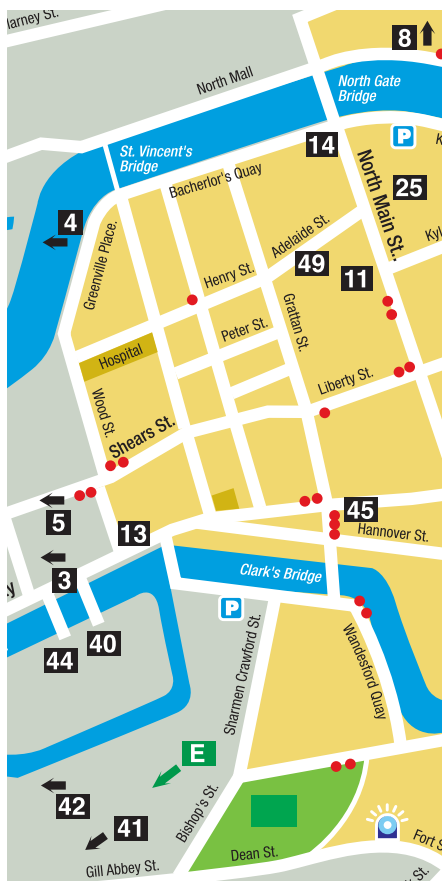 larney St.
8
North Mall
North Gate
Bridge
P
14
St. Vincent's
Bridge
Bacherlor's Quay
North Main St..
K
25
4
Greenville Place.
Adelaide St.
Kyl
49
11
Henry St.
Grattan St.
Peter St.
Hospital
Liberty St.
Wood St.
Shears St.
5
45
13
Hannover St.
3
Clark's Bridge
P
40
44
Sharmen Crawford St.
Wandesford Quay
E
42
Bishop's St.
41
Fort S
Dean St.
Gill Abbey St.
St.